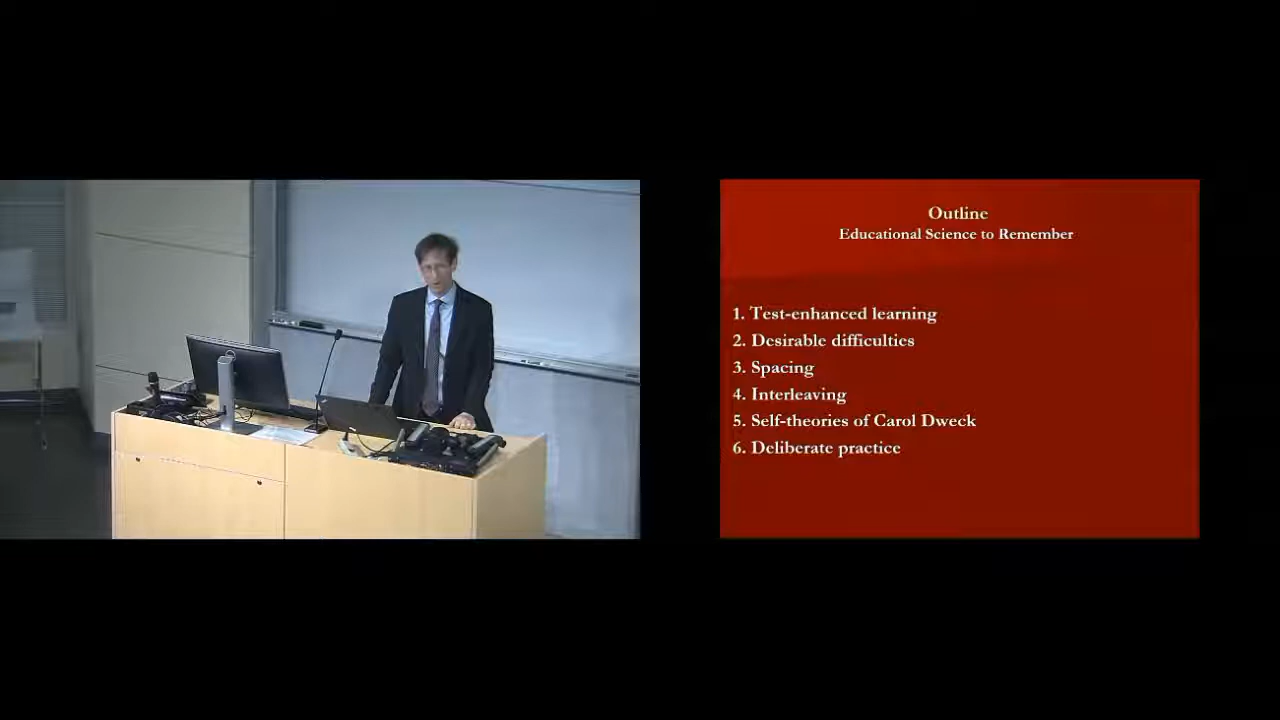 Outline
Educational Science to Remember
1. Test-enhanced learning
2. Desirable difficulties
3. Spacing
4. Interleaving
5. Self-theories of Carol Dweck
6. Deliberate practice